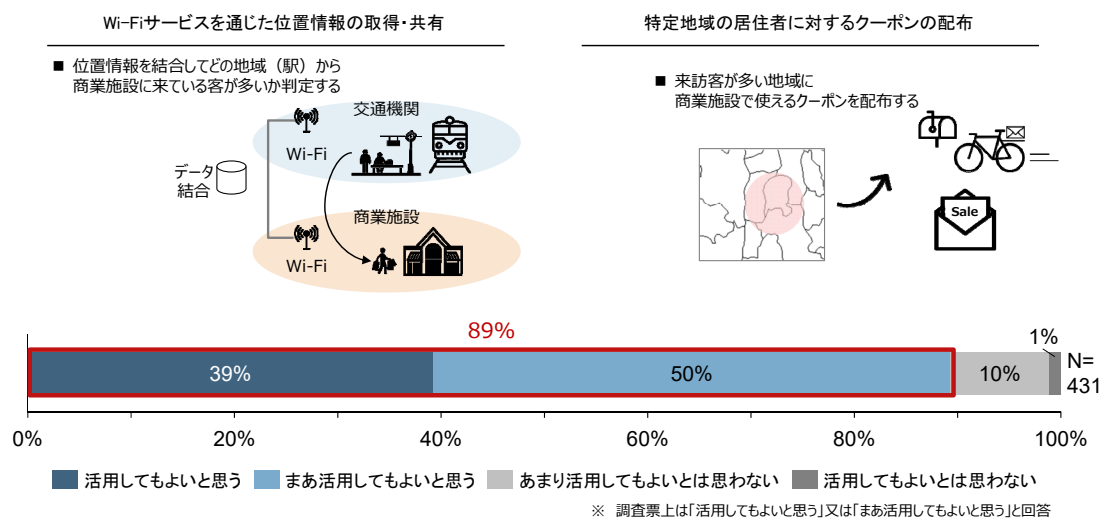 Wi-Fiサービスを通じた位置情報の取得・共有
■ 位置情報を結合してどの地域（駅）から
商業施設に来ている客が多いか判定する
交通機関
Wi-Fi
データ
結合
商業施設
Wi-Fi
特定地域の居住者に対するクーポンの配布
■ 来訪客が多い地域に
商業施設で使えるクーポンを配布する
Sale
89%
1%
39%
50%
10%
N=
431
0%
20%
40%
60%
80%
100%
活用してもよいと思う
まあ活用してもよいと思う
あまり活用してもよいとは思わない
活用してもよいとは思わない
※ 調査票上は「活用してもよいと思う」又は「まあ活用してもよいと思う」と回答